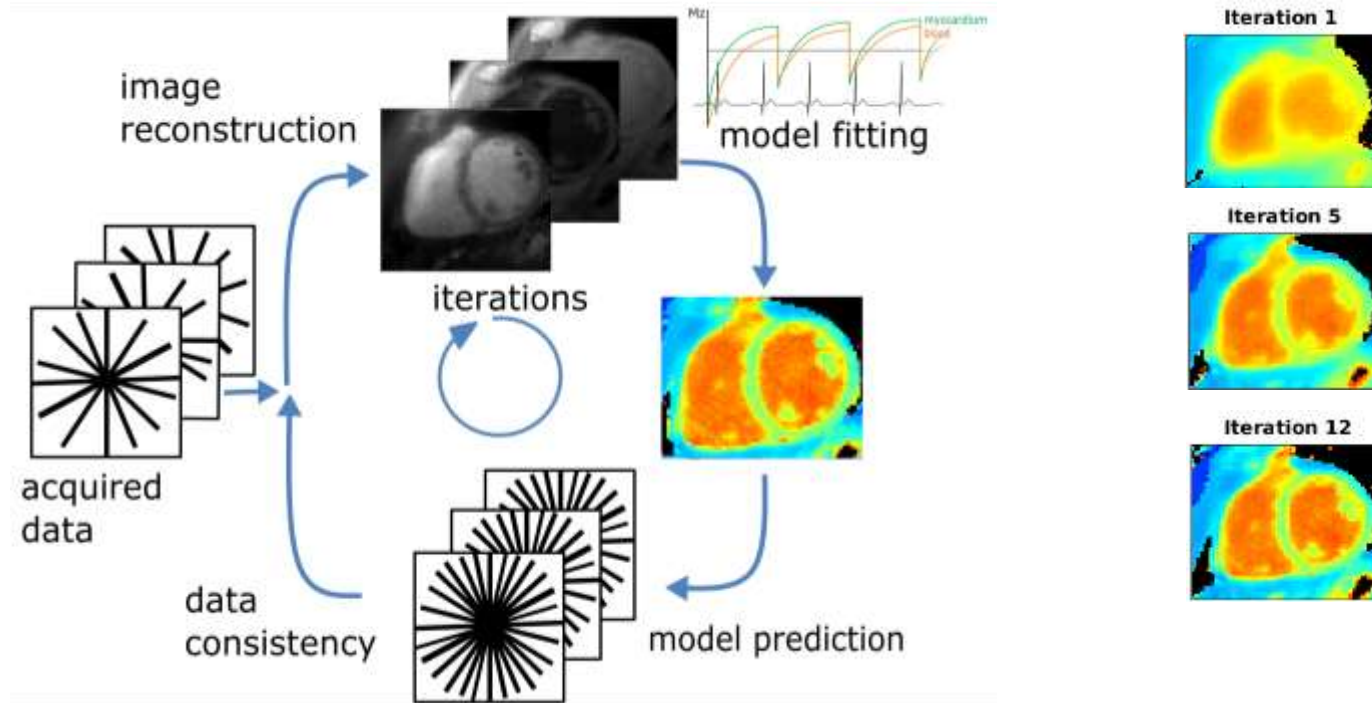 image
reconstruction
Mz
myocardium
blood
model fitting
iterations
acquired
data
data
consistency
model prediction
Iteration 1
Iteration 5
Iteration 12